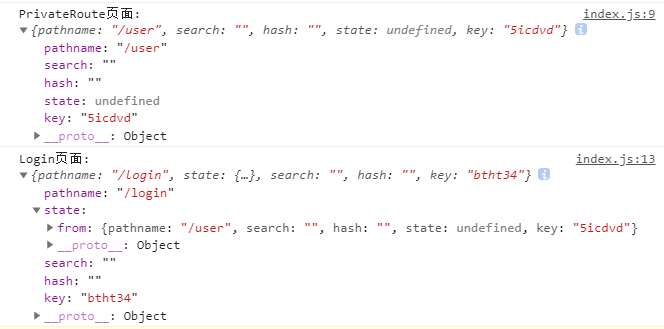 PrivateRoute页面: index.js:9
▼{pathname: "/user", search: "", hash: "", state: undefined, key: "5icdvd"} i
pathname: "/user"
search: ""
hash: ""
state: undefined
key: "5icdvd"
▶__proto__: Object
Login页面: index.js:13
▼{pathname: "/login", state: {…}, search: "", hash: "", key: "btht34"} i
pathname: "/login"
▼state:
▶from: {pathname: "/user", search: "", hash: "", state: undefined, key: "5icdvd"}
▶__proto__: Object
search: ""
hash: ""
key: "btht34"
▶__proto__: Object